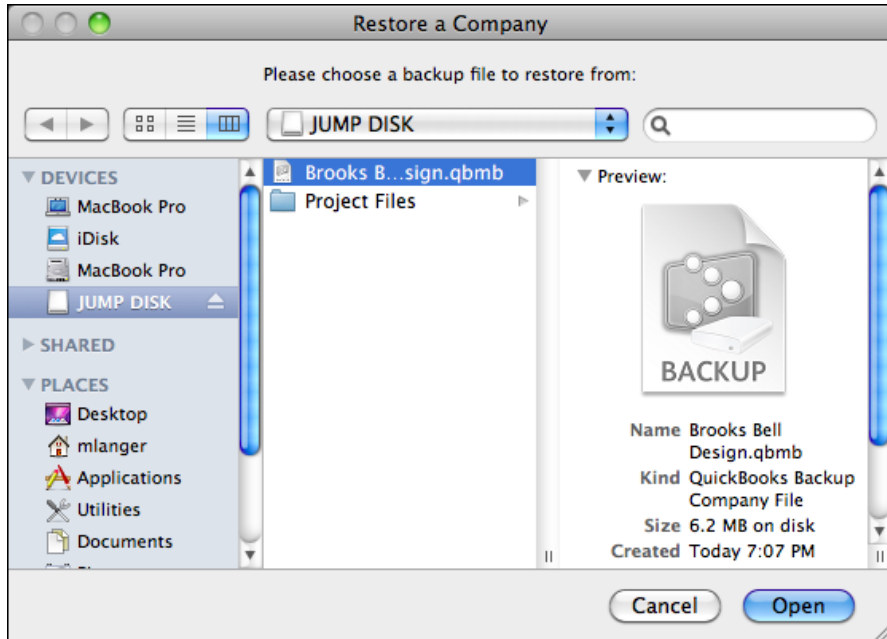 Restore a Company
Please choose a backup file to restore from:
JUMP DISK
DEVICES
MacBook Pro
iDisk
MacBook Pro
JUMP DISK
SHARED
PLACES
Desktop
mlanger
Applications
Utilities
Documents
Brooks B...sign.qbmb
Project Files
Preview:
BACKUP
Name Brooks Bell
Design.qbmb
Kind QuickBooks Backup
Company File
Size 6.2 MB on disk
Created Today 7:07 PM
Cancel
Open